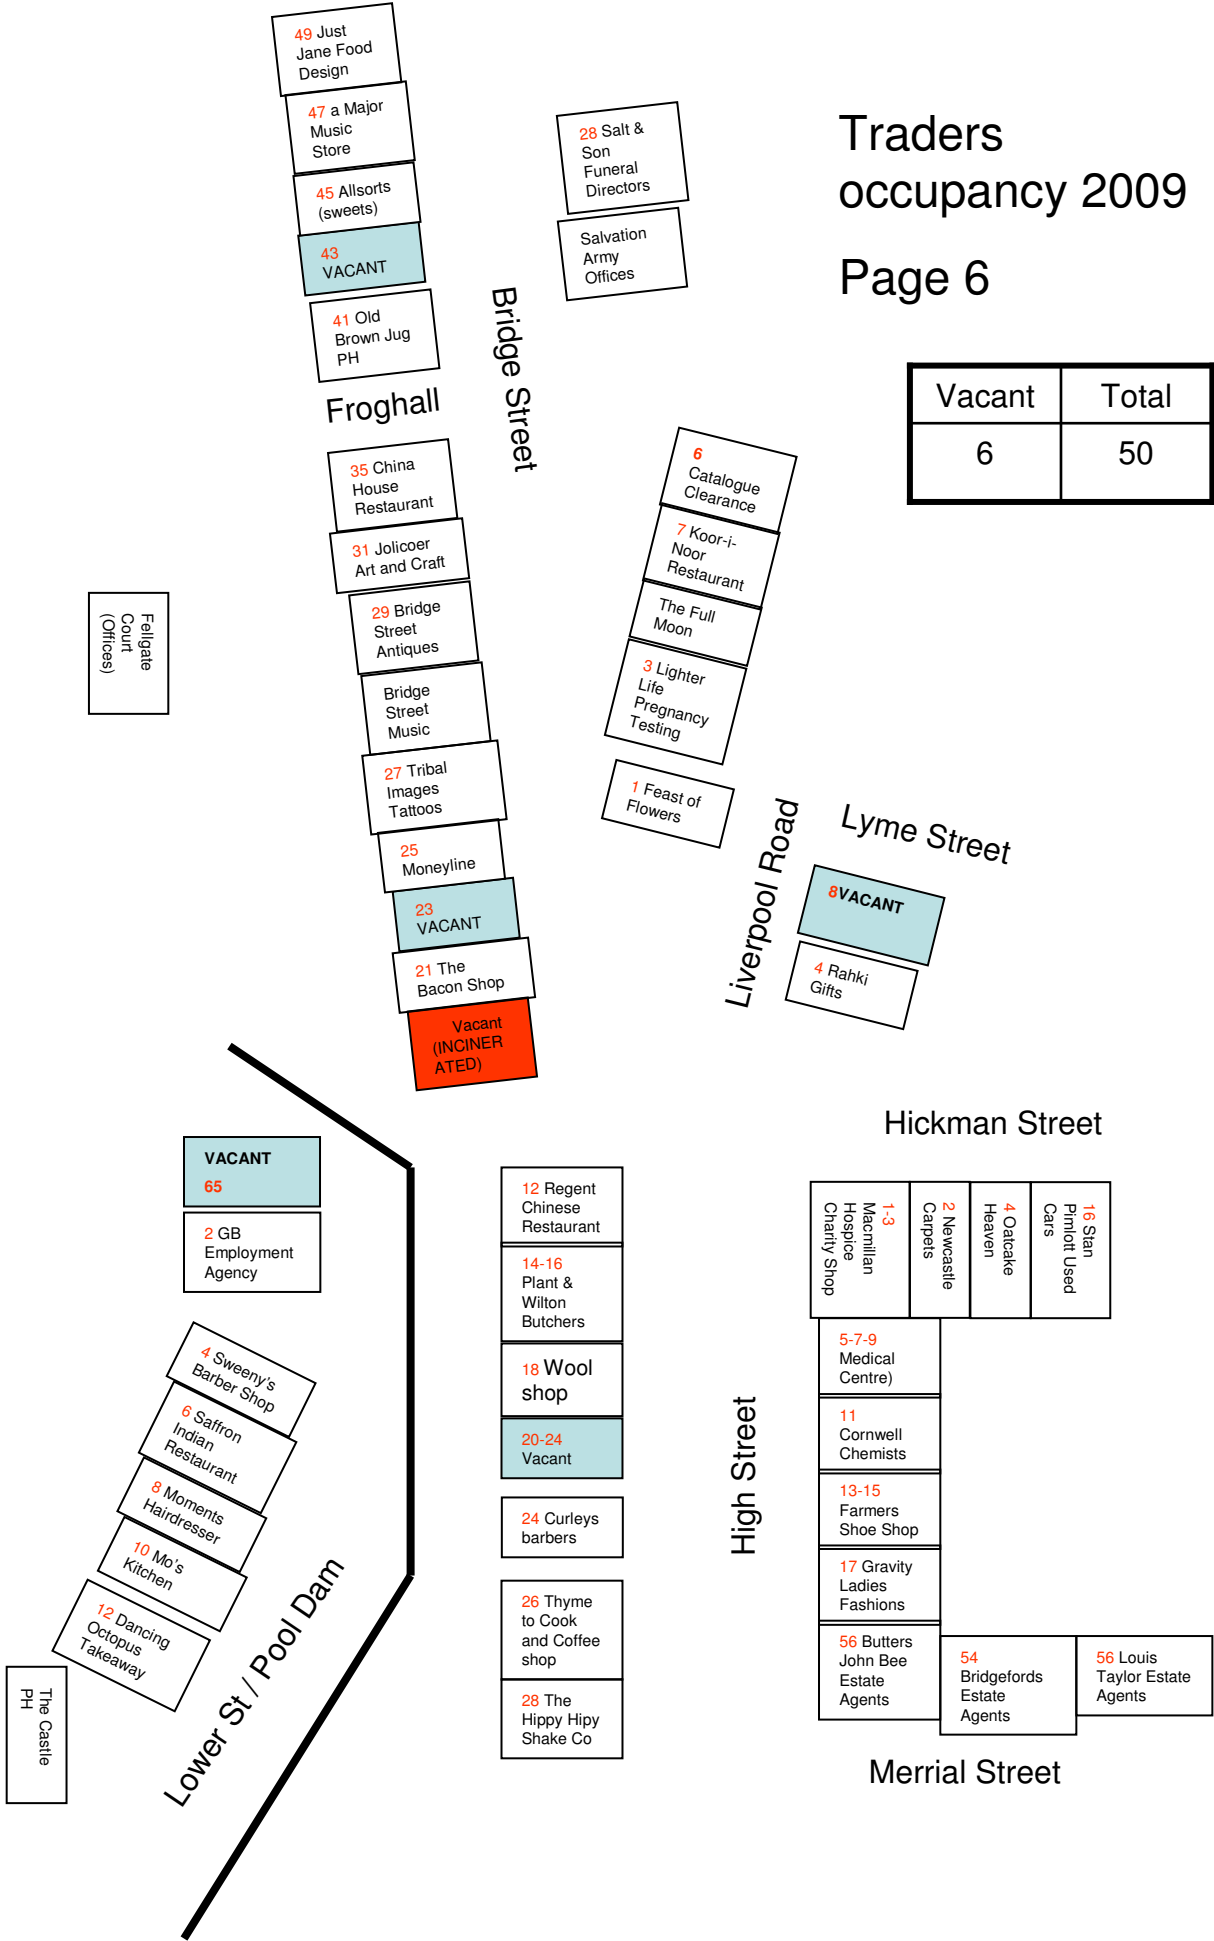 Traders
occupancy 2009
Page 6
Vacant Total
6 50
49 Just
Jane Food
Design
47 a Major
Music
Store
45 Allsorts
(sweets)
43
VACANT
41 Old
Brown Jug
PH
28 Salt &
Son
Funeral
Directors
Salvation
Army
Offices
Bridge Street
Froghall
35 China
House
Restaurant
31 Jolicoer
Art and Craft
29 Bridge
Street
Antiques
Bridge
Street
Music
27 Tribal
Images
Tattoos
25
Moneyline
23
VACANT
21 The
Bacon Shop
Vacant
(INCINER
ATED)
Fellgate
Court
(Offices)
6
Catalogue
Clearance
7 Koor-i-
Noor
Restaurant
The Full
Moon
3 Lighter
Life
Pregnancy
Testing
1 Feast of
Flowers
Liverpool Road
Lyme Street
8VACANT
4 Rahki
Gifts
Hickman Street
VACANT
65
2 GB
Employment
Agency
4 Sweeny's
Barber Shop
6 Saffron
Indian
Restaurant
8 Moments
Hairdresser
10 Mo's
Kitchen
12 Dancing
Octopus
Takeaway
The Castle
PH
Lower St / Pool Dam
12 Regent
Chinese
Restaurant
14-16
Plant &
Wilton
Butchers
18 Wool
shop
20-24
Vacant
24 Curleys
barbers
26 Thyme
to Cook
and Coffee
shop
28 The
Hippy Hipy
Shake Co
High Street
1-3
Macmillan
Hospice
Charity Shop
2 Newcastle
Carpets
4 Oatcake
Heaven
16 Stan
Pimlott Used
Cars
5-7-9
Medical
Centre)
11
Cornwell
Chemists
13-15
Farmers
Shoe Shop
17 Gravity
Ladies
Fashions
56 Butters
John Bee
Estate
Agents
54
Bridgefords
Estate
Agents
56 Louis
Taylor Estate
Agents
Merrial Street